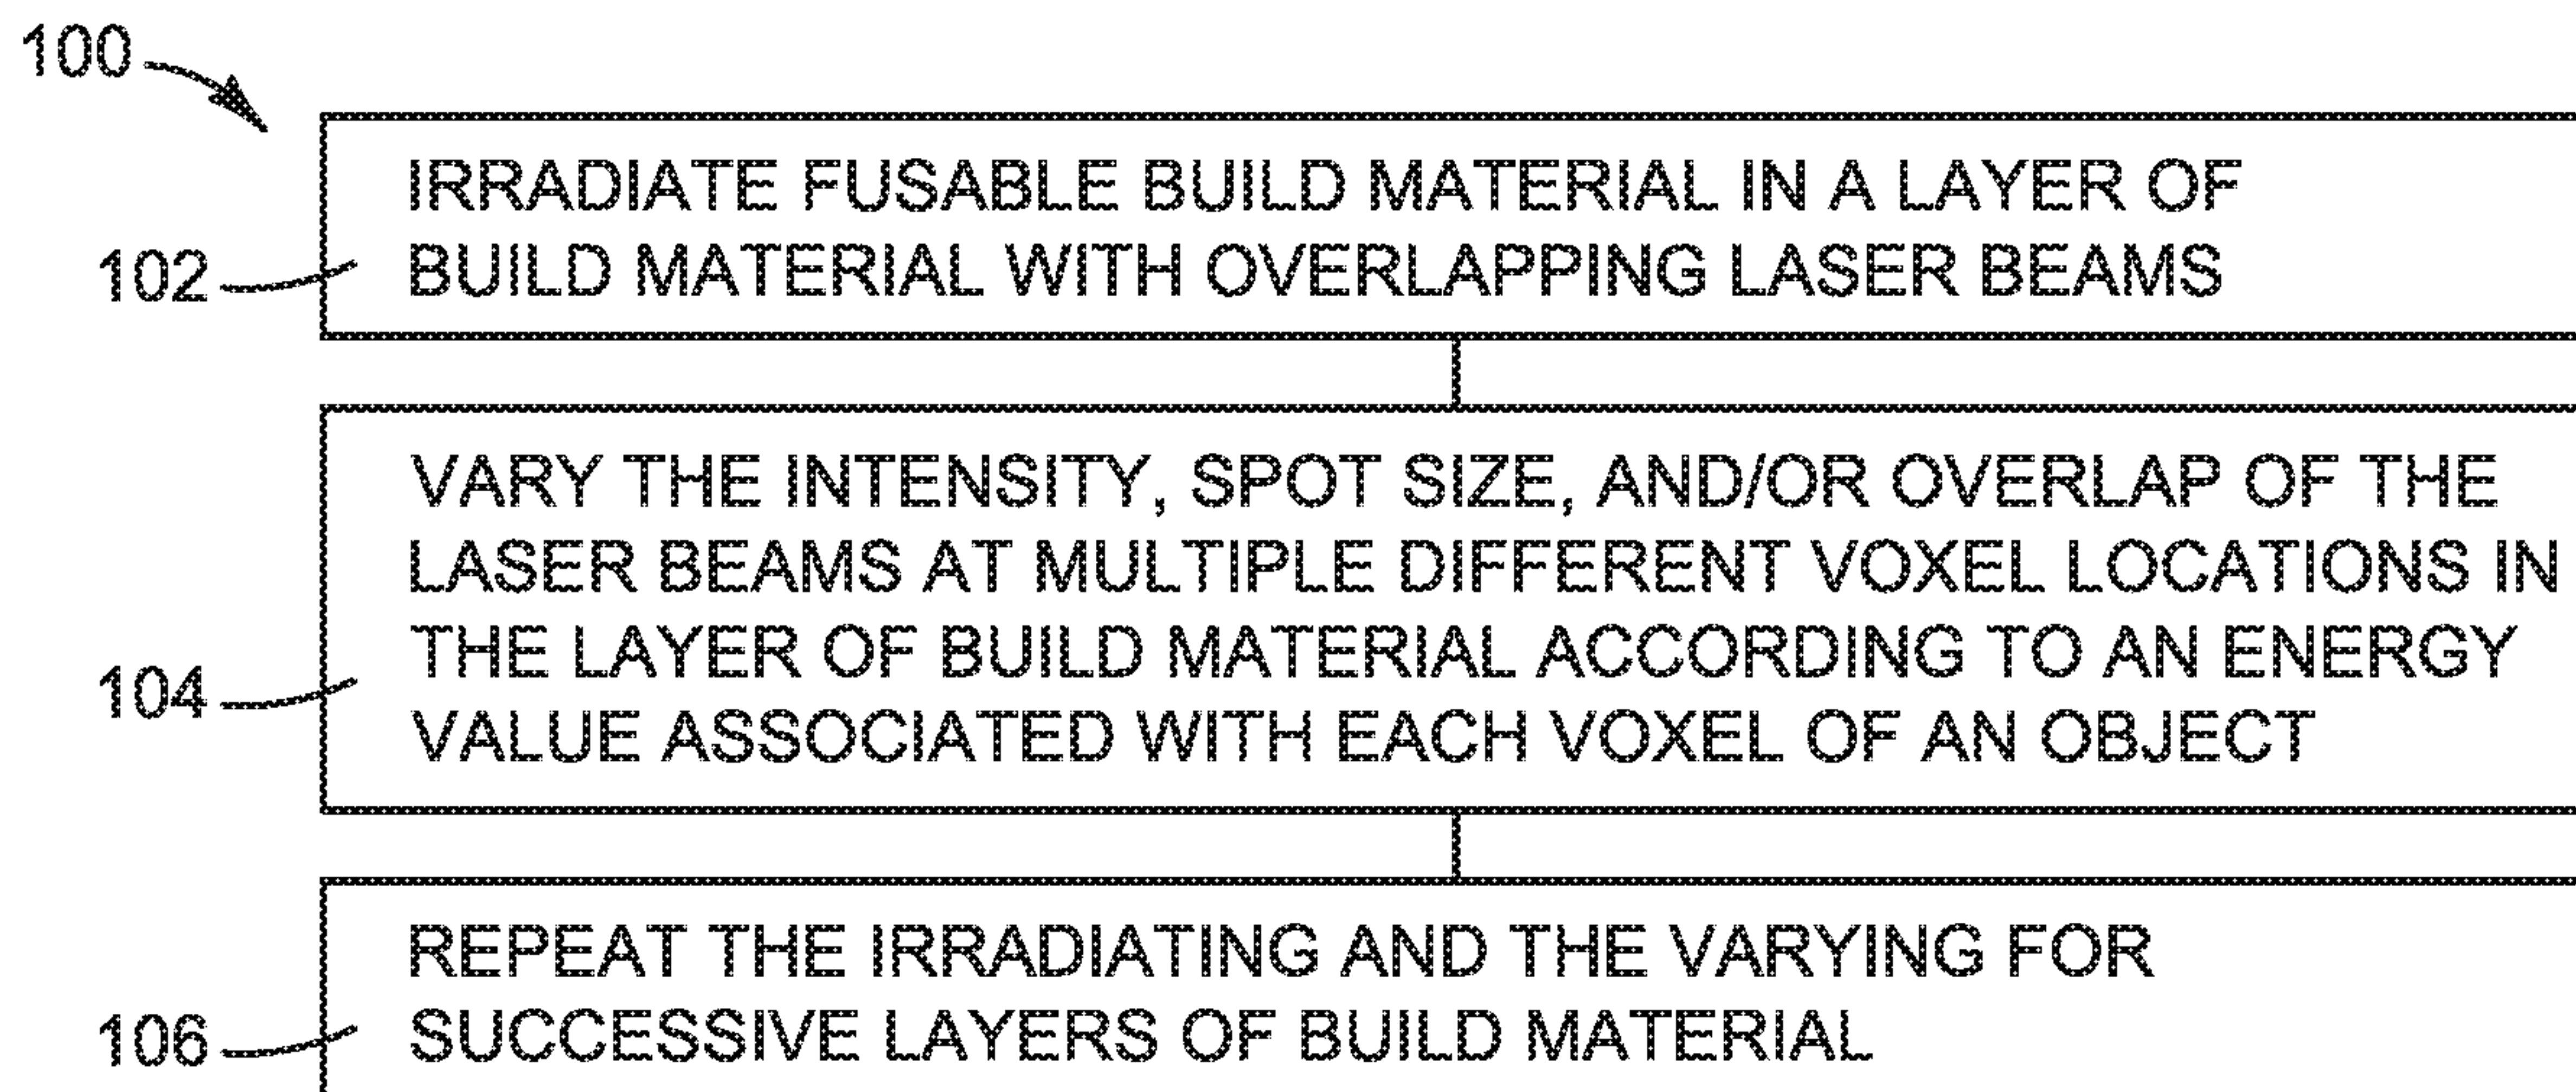 100
IRRADIATE FUSABLE BUILD MATERIAL IN A LAYER OF
BUILD MATERIAL WITH OVERLAPPING LASER BEAMS
102
VARY THE INTENSITY, SPOT SIZE, AND/OR OVERLAP OF THE
LASER BEAMS AT MULTIPLE DIFFERENT VOXEL LOCATIONS IN
THE LAYER OF BUILD MATERIAL ACCORDING TO AN ENERGY
VALUE ASSOCIATED WITH EACH VOXEL OF AN OBJECT
104
REPEAT THE IRRADIATING AND THE VARYING FOR
SUCCESSIVE LAYERS OF BUILD MATERIAL
106